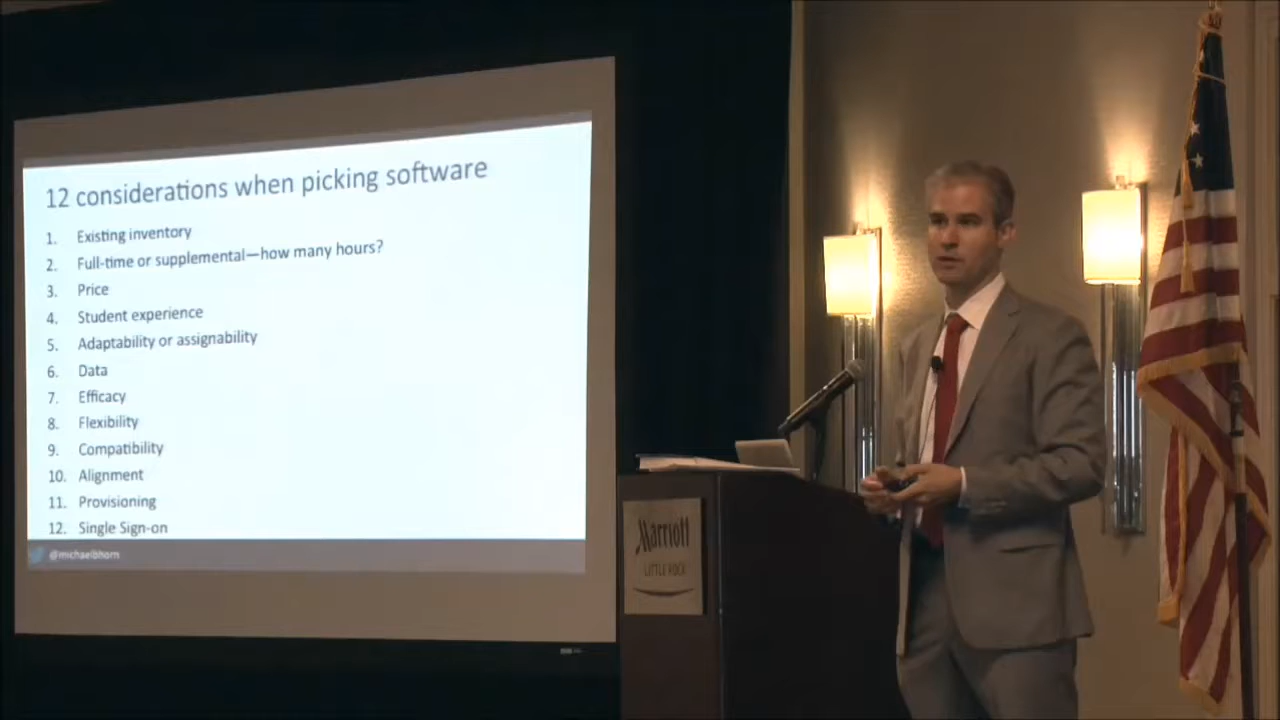 12 considerations when picking software
1. Existing inventory
2. Full-time or supplemental—how many hours?
3. Price
4. Student experience
5. Adaptability or assignability
6. Data
7. Efficacy
8. Flexibility
9. Compatibility
10. Alignment
11. Provisioning
12. Single Sign-on
@michaelbhorn
Marriott
LITTLE ROCK